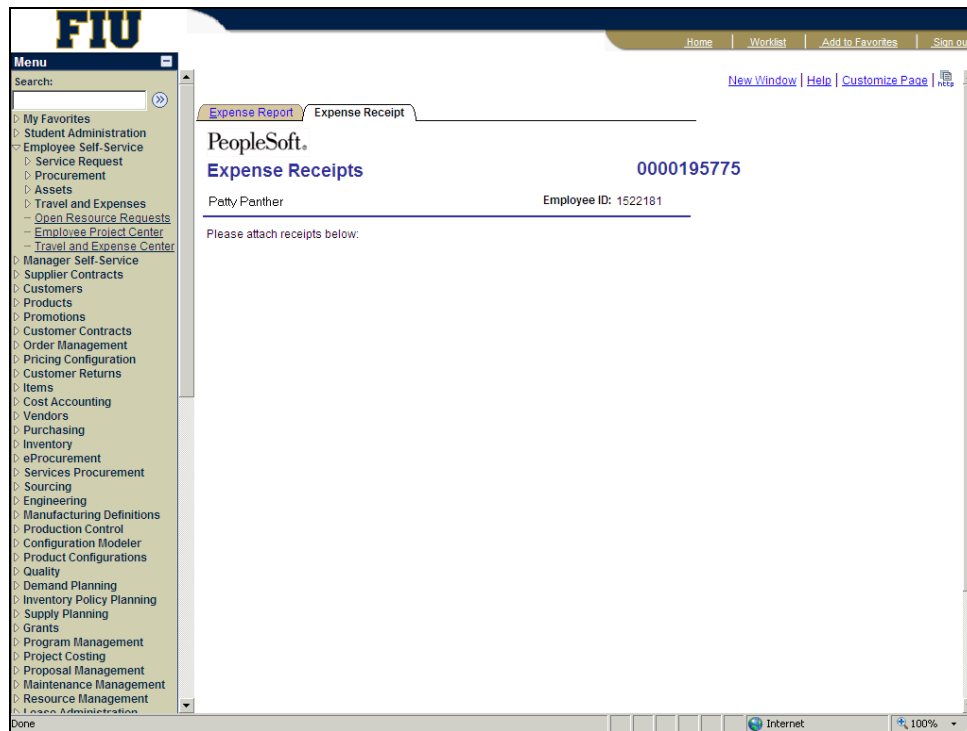 FIU
Home | Worklist | Add to Favorites | Sign ou
Menu
Search:
New Window | Help | Customize Page | http
My Favorites
Student Administration
Employee Self-Service
Service Request
Procurement
Assets
Travel and Expenses
Open Resource Requests
Employee Project Center
Travel and Expense Center
Manager Self-Service
Supplier Contracts
Customers
Products
Promotions
Customer Contracts
Order Management
Pricing Configuration
Customer Returns
Items
Cost Accounting
Vendors
Purchasing
Inventory
eProcurement
Services Procurement
Sourcing
Engineering
Manufacturing Definitions
Production Control
Configuration Modeler
Product Configurations
Quality
Demand Planning
Inventory Policy Planning
Supply Planning
Grants
Program Management
Project Costing
Proposal Management
Maintenance Management
Resource Management
Lease Administration
Expense Report Expense Receipt
PeopleSoft.
Expense Receipts 0000195775
Patty Panther Employee ID: 1522181
Please attach receipts below:
Done Internet 100%